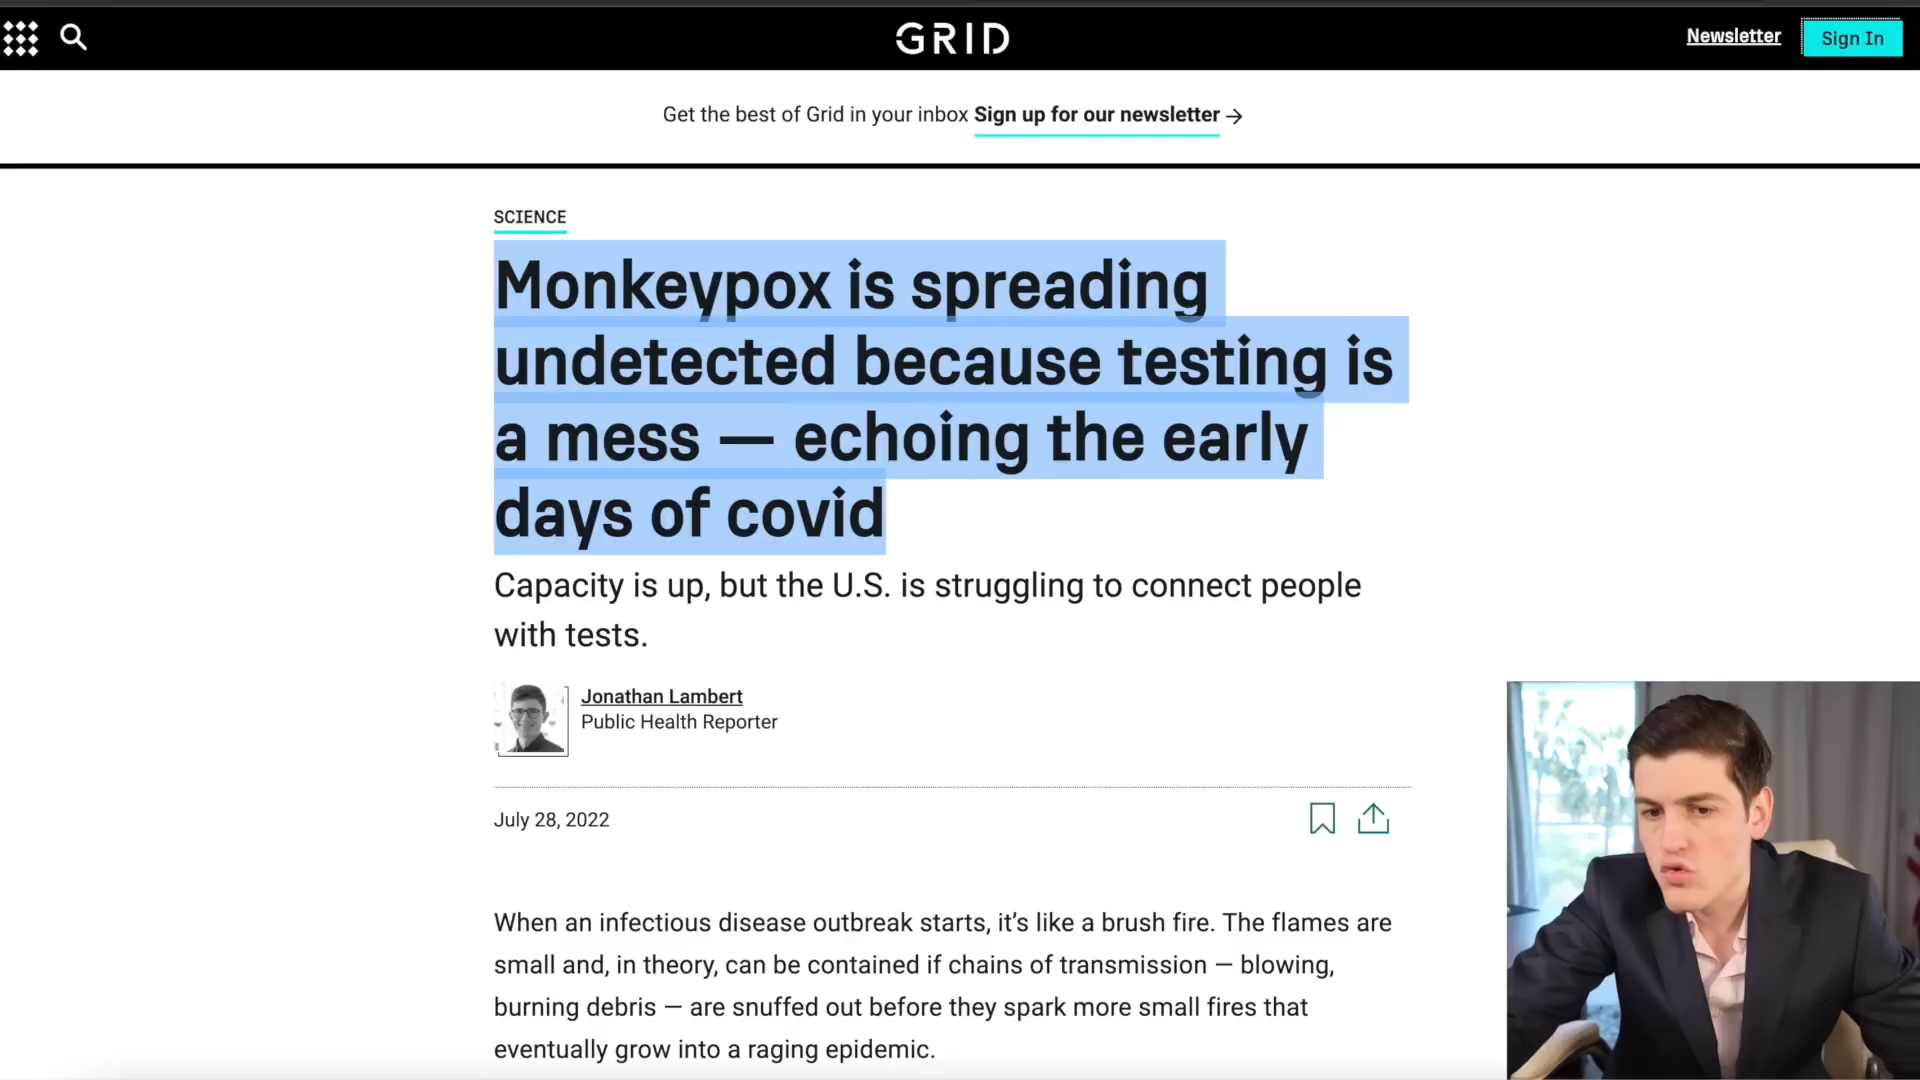 GRID
Newsletter
Sign In
Get the best of Grid in your inbox Sign up for our newsletter →
SCIENCE
Monkeypox is spreading
undetected because testing is
a mess — echoing the early
days of covid
Capacity is up, but the U.S. is struggling to connect people
with tests.
Jonathan Lambert
Public Health Reporter
July 28, 2022
When an infectious disease outbreak starts, it’s like a brush fire. The flames are
small and, in theory, can be contained if chains of transmission — blowing,
burning debris — are snuffed out before they spark more small fires that
eventually grow into a raging epidemic.